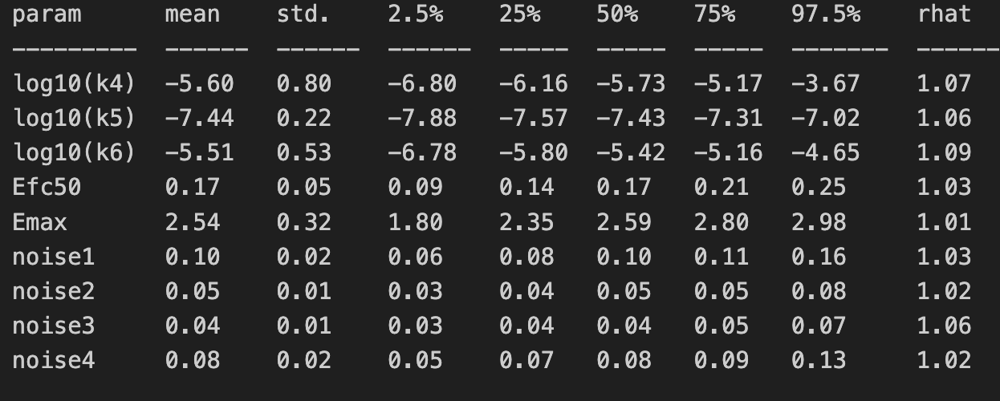 param mean std. 2.5% 25% 50% 75% 97.5% rhat
--------- ------ ------ ------ ----- ----- ----- ------- ------
log10(k4) -5.60 0.80 -6.80 -6.16 -5.73 -5.17 -3.67 1.07
log10(k5) -7.44 0.22 -7.88 -7.57 -7.43 -7.31 -7.02 1.06
log10(k6) -5.51 0.53 -6.78 -5.80 -5.42 -5.16 -4.65 1.09
Efc50 0.17 0.05 0.09 0.14 0.17 0.21 0.25 1.03
Emax 2.54 0.32 1.80 2.35 2.59 2.80 2.98 1.01
noise1 0.10 0.02 0.06 0.08 0.10 0.11 0.16 1.03
noise2 0.05 0.01 0.03 0.04 0.05 0.05 0.08 1.02
noise3 0.04 0.01 0.03 0.04 0.04 0.05 0.07 1.06
noise4 0.08 0.02 0.05 0.07 0.08 0.09 0.13 1.02